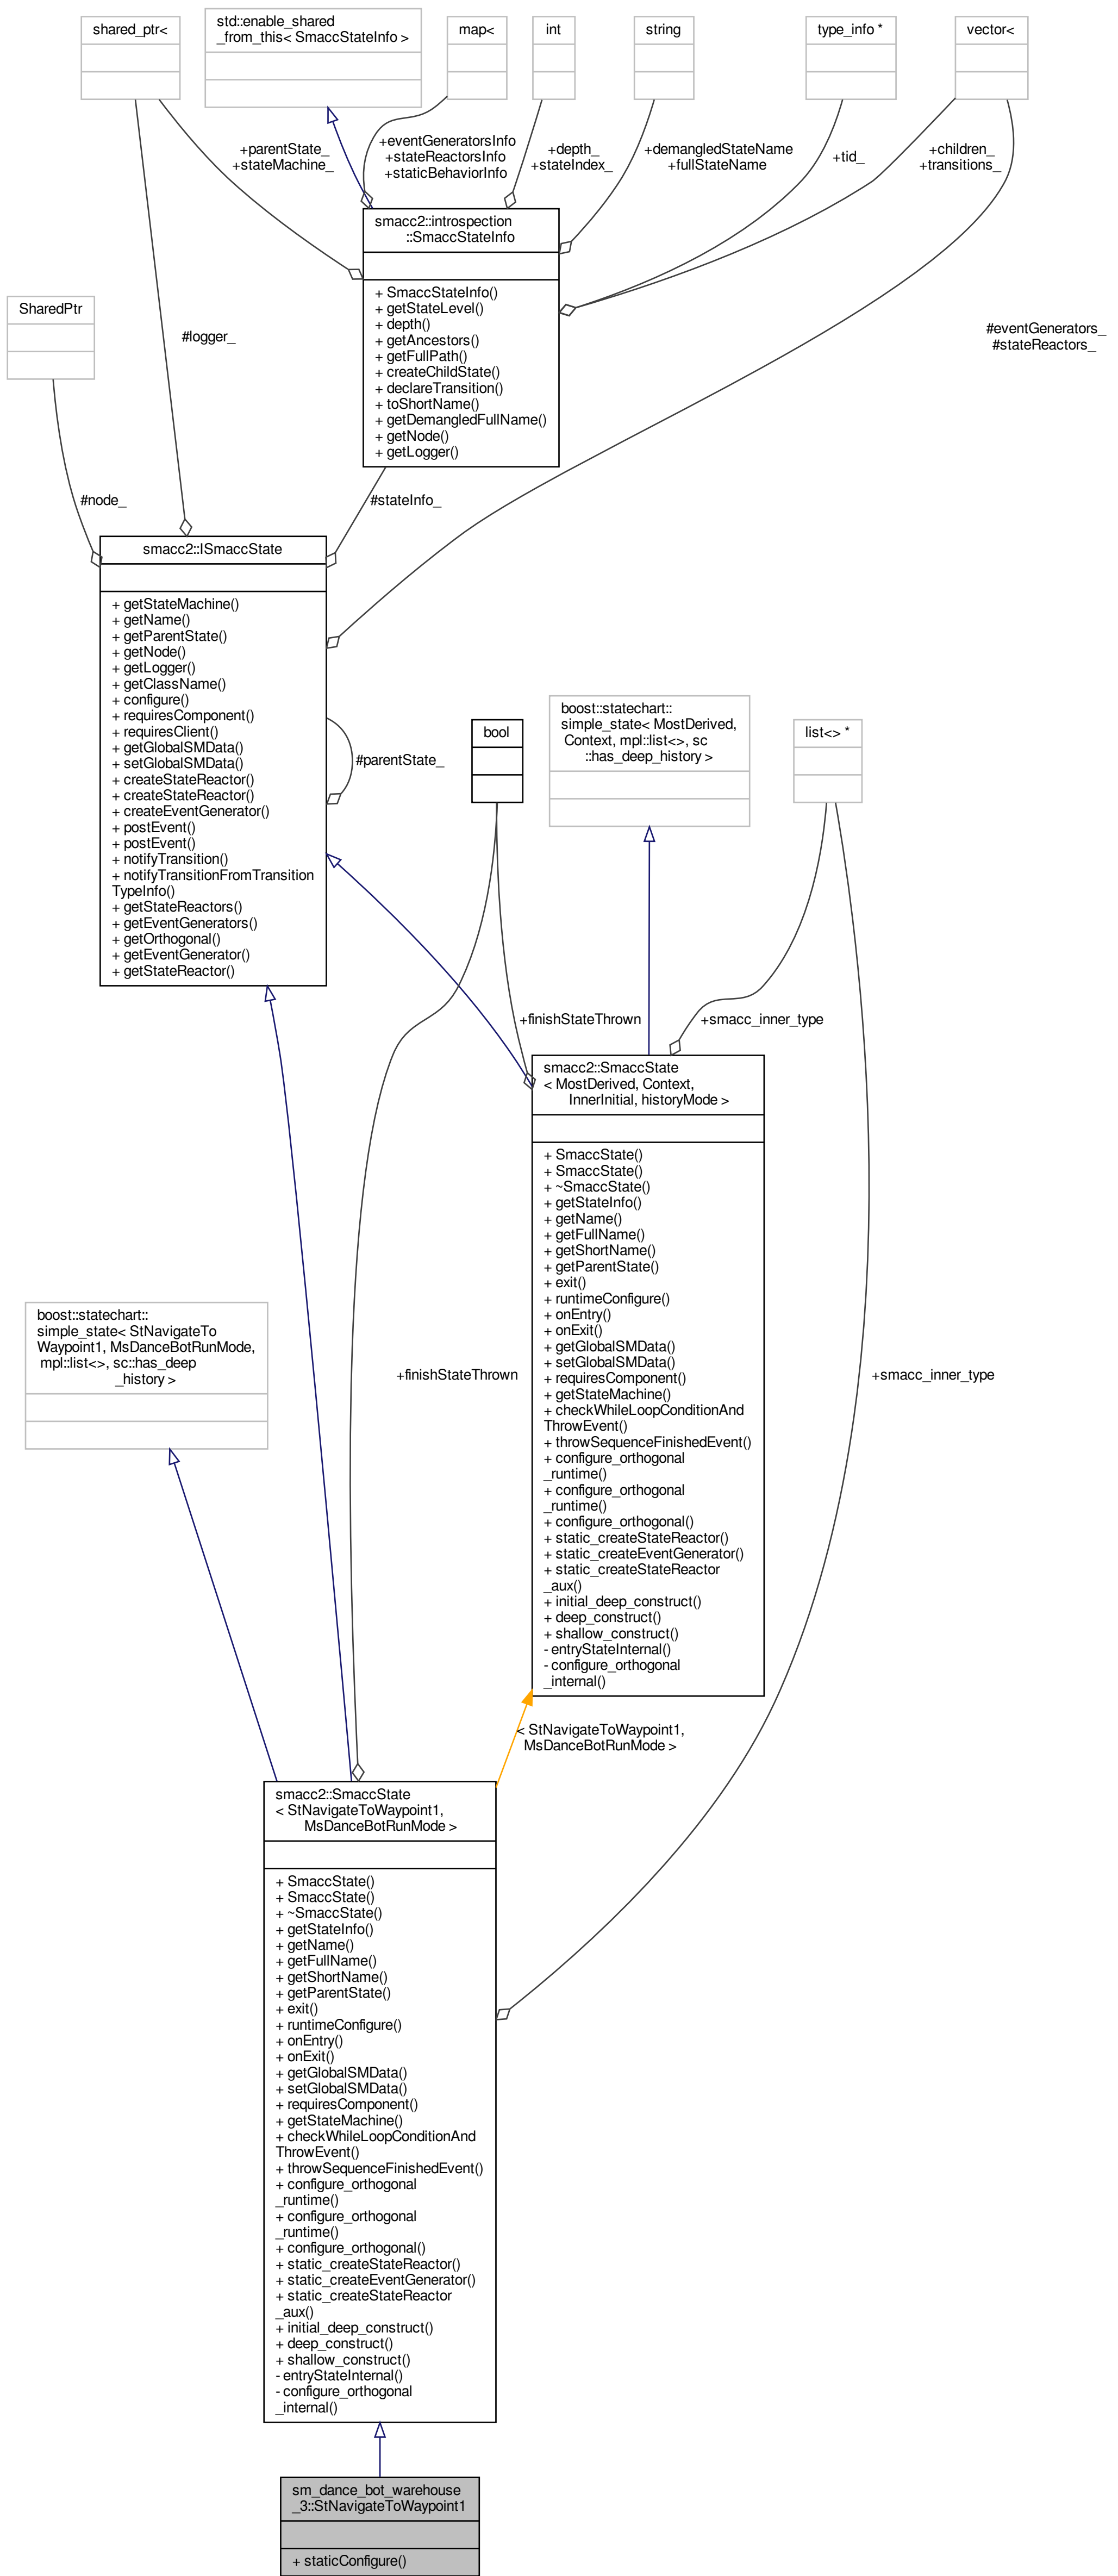 shared_ptr<
std::enable_shared
_from_this< SmaccStateInfo >
map<
int
string
type_info *
vector<
+parentState_
+stateMachine_
+eventGeneratorsInfo
+stateReactorsInfo
+staticBehaviorInfo
+depth_
+stateIndex_
+demangledStateName
+fullStateName
+tid_
+children_
+transitions_
smacc2::introspection
::SmaccStateInfo
+ SmaccStateInfo()
+ getStateLevel()
+ depth()
+ getAncestors()
+ getFullPath()
+ createChildState()
+ declareTransition()
+ toShortName()
+ getDemangledFullName()
+ getNode()
+ getLogger()
SharedPtr
#logger_
#eventGenerators_
#stateReactors_
#node_
#stateInfo_
smacc2::ISmaccState
+ getStateMachine()
+ getName()
+ getParentState()
+ getNode()
+ getLogger()
+ getClassName()
+ configure()
+ requiresComponent()
+ requiresClient()
+ getGlobalSMData()
+ setGlobalSMData()
+ createStateReactor()
+ createStateReactor()
+ createEventGenerator()
+ postEvent()
+ postEvent()
+ notifyTransition()
+ notifyTransitionFromTransition
TypeInfo()
+ getStateReactors()
+ getEventGenerators()
+ getOrthogonal()
+ getEventGenerator()
+ getStateReactor()
#parentState_
bool
boost::statechart::
simple_state< MostDerived,
Context, mpl::list<>, sc
::has_deep_history >
list<> *
+finishStateThrown
+smacc_inner_type
smacc2::SmaccState
< MostDerived, Context,
InnerInitial, historyMode >
+ SmaccState()
+ SmaccState()
+ ~SmaccState()
+ getStateInfo()
+ getName()
+ getFullName()
+ getShortName()
+ getParentState()
+ exit()
+ runtimeConfigure()
+ onEntry()
+ onExit()
+ getGlobalSMData()
+ setGlobalSMData()
+ requiresComponent()
+ getStateMachine()
+ checkWhileLoopConditionAnd
ThrowEvent()
+ throwSequenceFinishedEvent()
+ configure_orthogonal
_runtime()
+ configure_orthogonal
_runtime()
+ configure_orthogonal()
+ static_createStateReactor()
+ static_createEventGenerator()
+ static_createStateReactor
_aux()
+ initial_deep_construct()
+ deep_construct()
+ shallow_construct()
- entryStateInternal()
- configure_orthogonal
_internal()
boost::statechart::
simple_state< StNavigateTo
Waypoint1, MsDanceBotRunMode,
mpl::list<>, sc::has_deep
_history >
+finishStateThrown
+smacc_inner_type
< StNavigateToWaypoint1,
MsDanceBotRunMode >
smacc2::SmaccState
< StNavigateToWaypoint1,
MsDanceBotRunMode >
+ SmaccState()
+ SmaccState()
+ ~SmaccState()
+ getStateInfo()
+ getName()
+ getFullName()
+ getShortName()
+ getParentState()
+ exit()
+ runtimeConfigure()
+ onEntry()
+ onExit()
+ getGlobalSMData()
+ setGlobalSMData()
+ requiresComponent()
+ getStateMachine()
+ checkWhileLoopConditionAnd
ThrowEvent()
+ throwSequenceFinishedEvent()
+ configure_orthogonal
_runtime()
+ configure_orthogonal
_runtime()
+ configure_orthogonal()
+ static_createStateReactor()
+ static_createEventGenerator()
+ static_createStateReactor
_aux()
+ initial_deep_construct()
+ deep_construct()
+ shallow_construct()
- entryStateInternal()
- configure_orthogonal
_internal()
sm_dance_bot_warehouse
_3::StNavigateToWaypoint1
+ staticConfigure()